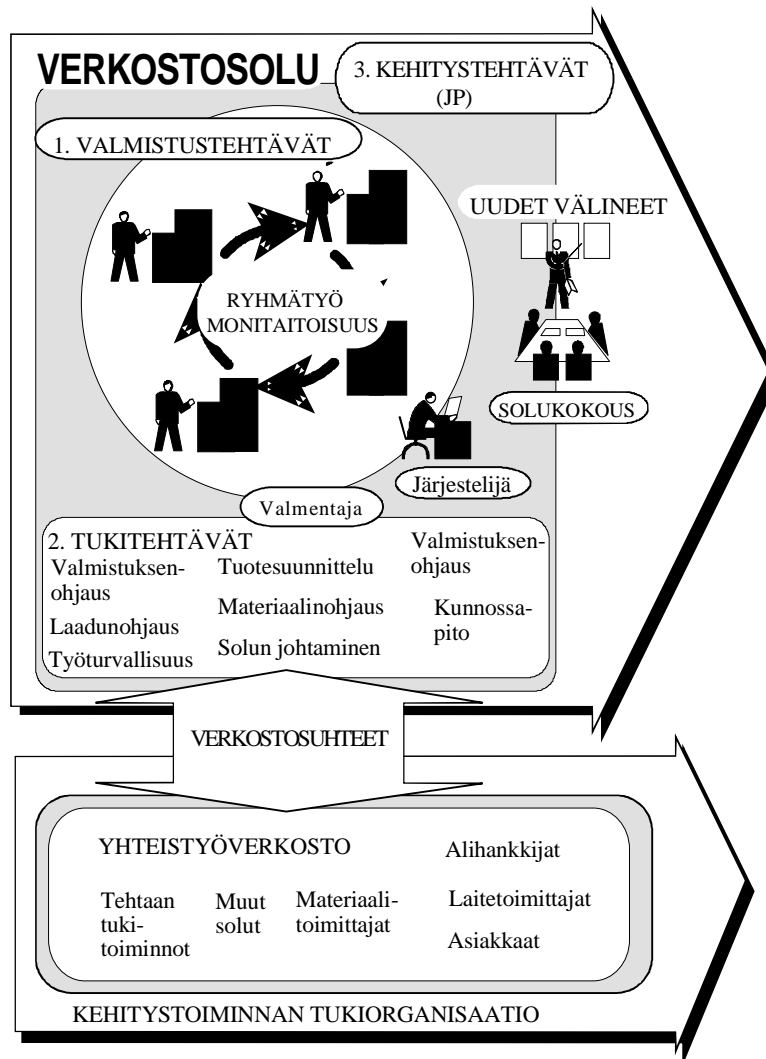 VERKOSTOSOLU
3. KEHITYSTEHTÄVÄT
(JP)
1. VALMISTUSTEHTÄVÄT
UUDET VÄLINEET
RYHMÄTYÖ
MONITAITOISUUS
SOLUKOKOUS
Järjestelijä
Valmentaja
2. TUKITEHTÄVÄT
Valmistuksen-
ohjaus
Laadunohjaus
Työturvallisuus
Tuotesuunnittelu
Materiaalinohjaus
Solun johtaminen
Valmistuksen-
ohjaus
Kunnossa-
pito
VERKOSTOSUHTEET
YHTEISTYÖVERKOSTO
Tehtaan
tuki-
toiminnot
Muut
solut
Materiaali-
toimittajat
Alihankkijat
Laitetoimittajat
Asiakkaat
KEHITYSTOIMINNAN TUKIORGANISAATIO